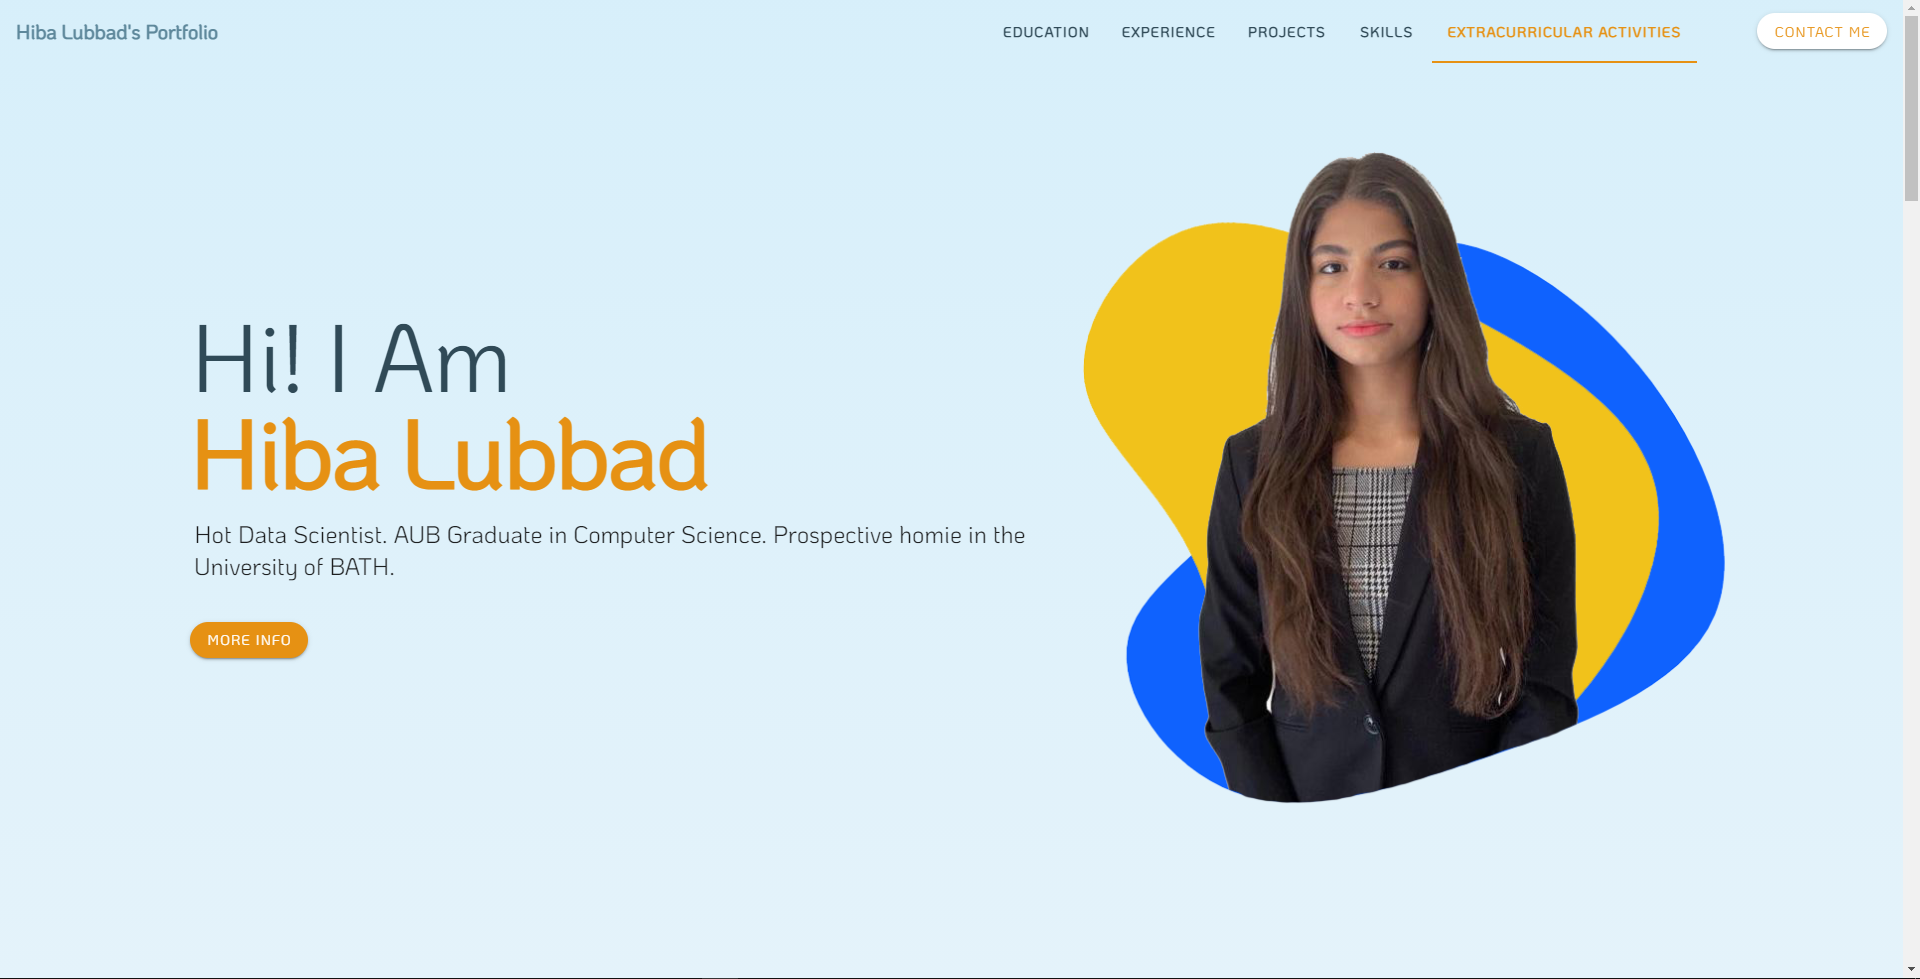 Hiba Lubbad's Portfolio
EDUCATION
EXPERIENCE
PROJECTS
SKILLS
EXTRACURRICULAR ACTIVITIES
CONTACT ME
Hi! I Am
Hiba Lubbad
Hot Data Scientist. AUB Graduate in Computer Science. Prospective homie in the
University of BATH.
MORE INFO